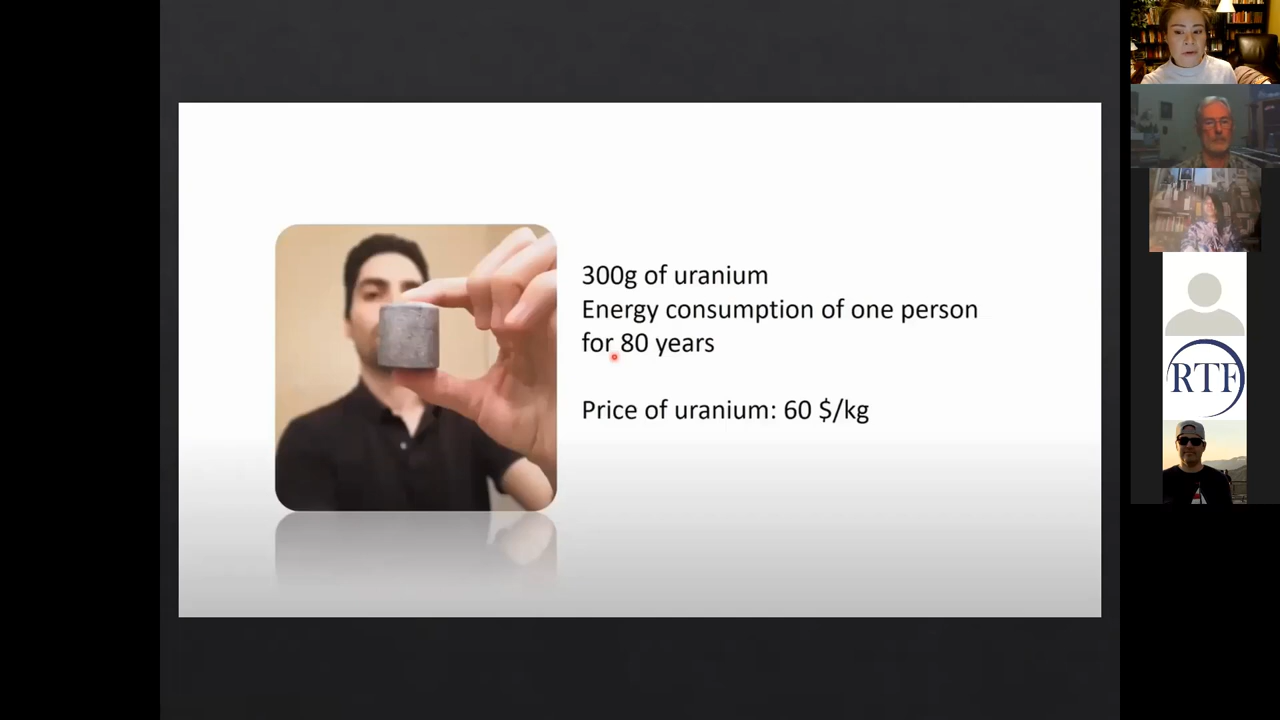 300g of uranium
Energy consumption of one person
for 80 years
Price of uranium: 60 $/kg
RTF